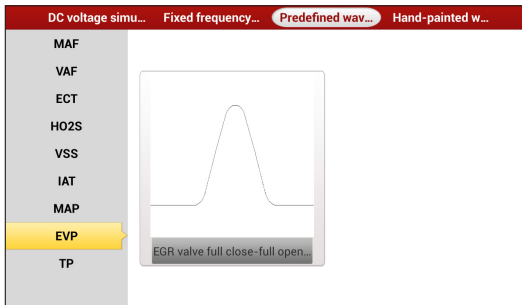 DC voltage simu... Fixed frequency... Predefined wav... Hand-painted w...
MAF
VAF
ECT
HO2S
VSS
IAT
MAP
EVP
TP
EGR valve full close-full open...